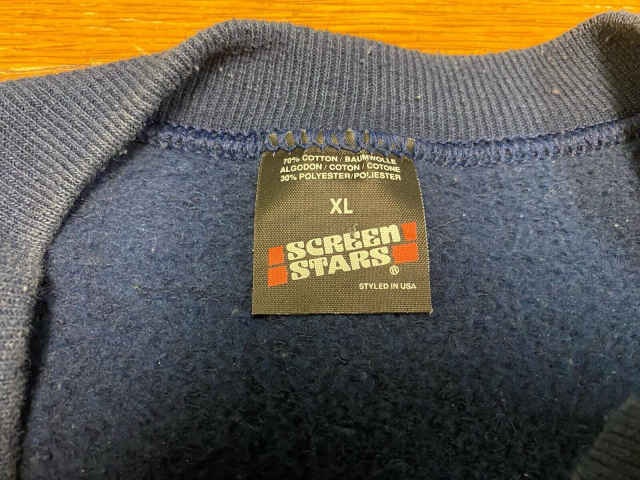 70% COTTON / BAUMWOLLE
ALGODON / COTON / COTONE
30% POLYESTER/POLIESTER
XL
SCREEN
STARS®
STYLED IN USA